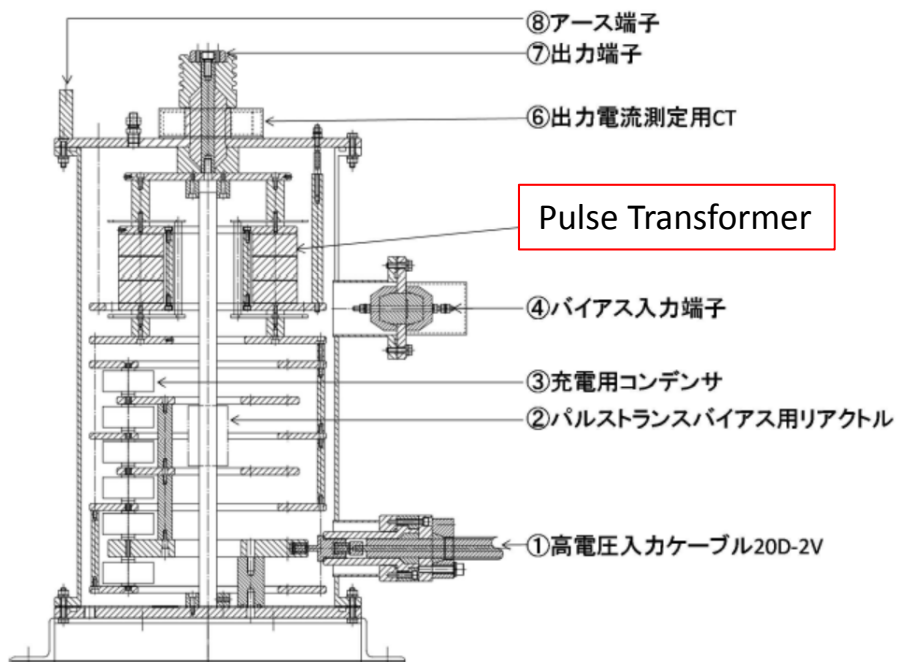 ⑧アース端子
⑦出力端子
⑥出力電流測定用CT
Pulse Transformer
④バイアス入力端子
③充電用コンデンサ
②パルストランスバイアス用リアクトル
①高電圧入力ケーブル20D-2V